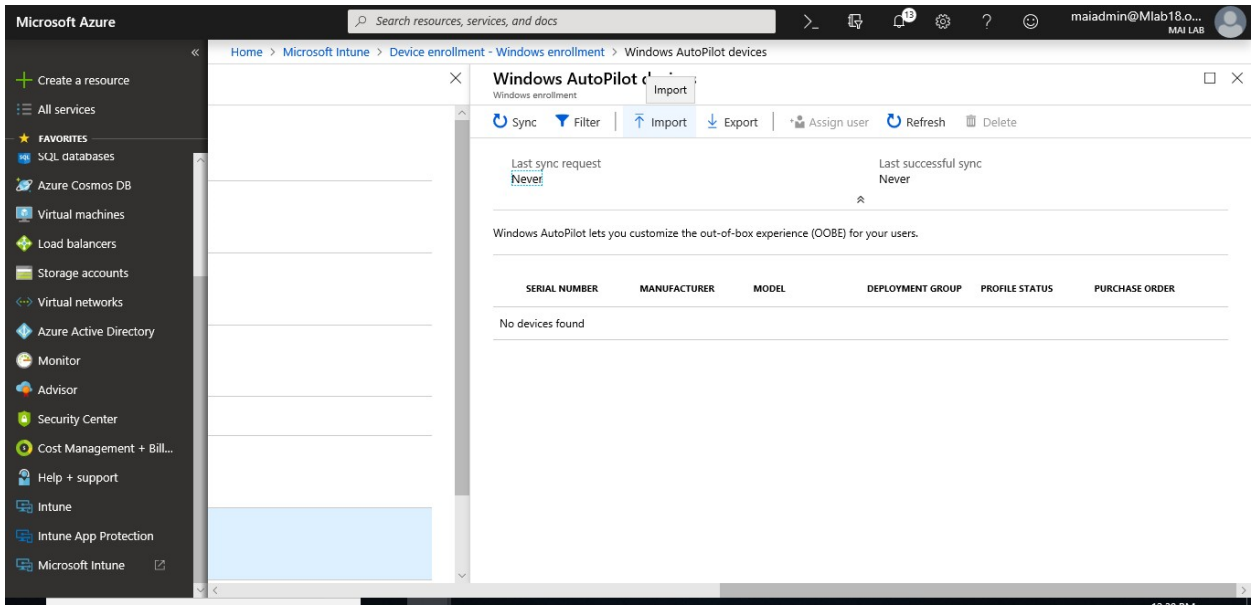 Microsoft Azure
Search resources, services, and docs
13
maiadmin@Mlab18.o...
MAI LAB
Home > Microsoft Intune > Device enrollment - Windows enrollment > Windows AutoPilot devices
Create a resource
All services
FAVORITES
SQL databases
Azure Cosmos DB
Virtual machines
Load balancers
Storage accounts
Virtual networks
Azure Active Directory
Monitor
Advisor
Security Center
Cost Management + Bill...
Help + support
Intune
Intune App Protection
Microsoft Intune
Windows AutoPilot
Windows enrollment
Import
Sync Filter Import Export Assign user Refresh Delete
Last sync request Last successful sync
Never Never
Windows AutoPilot lets you customize the out-of-box experience (OOBE) for your users.
SERIAL NUMBER MANUFACTURER MODEL DEPLOYMENT GROUP PROFILE STATUS PURCHASE ORDER
No devices found